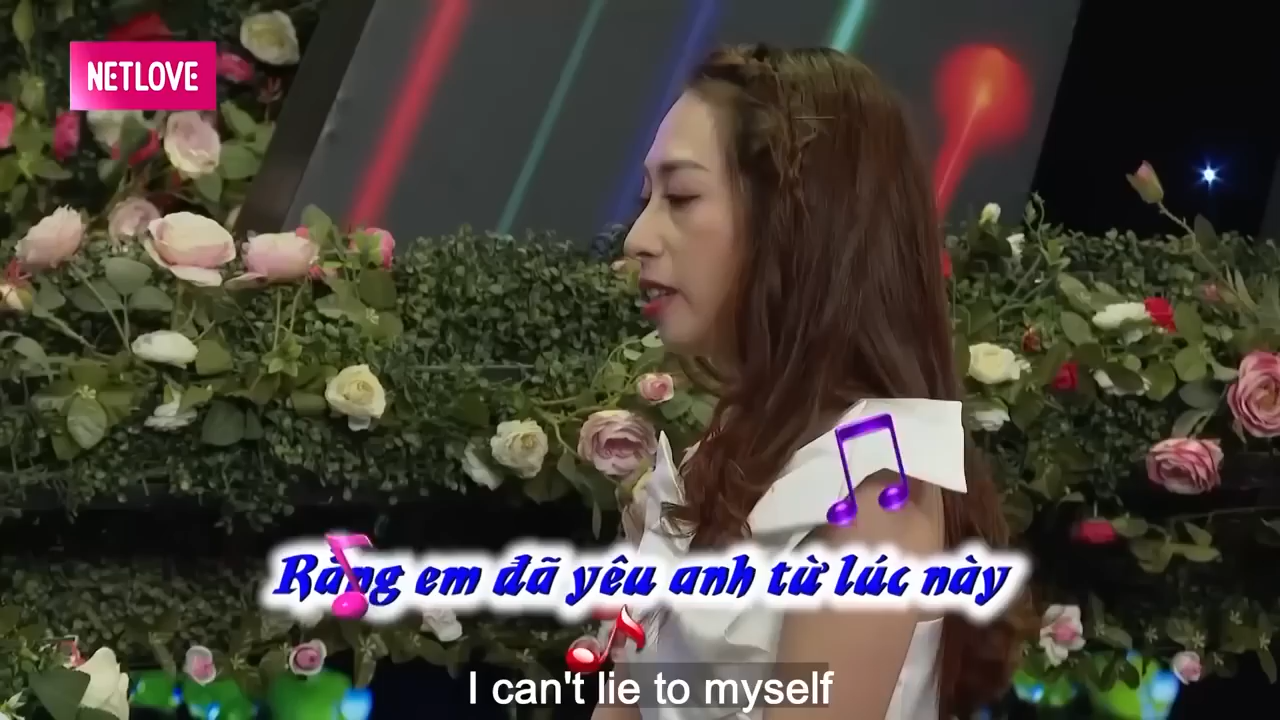 NETLOVE
Rằng em đã yêu anh từ lúc này
I can't lie to myself